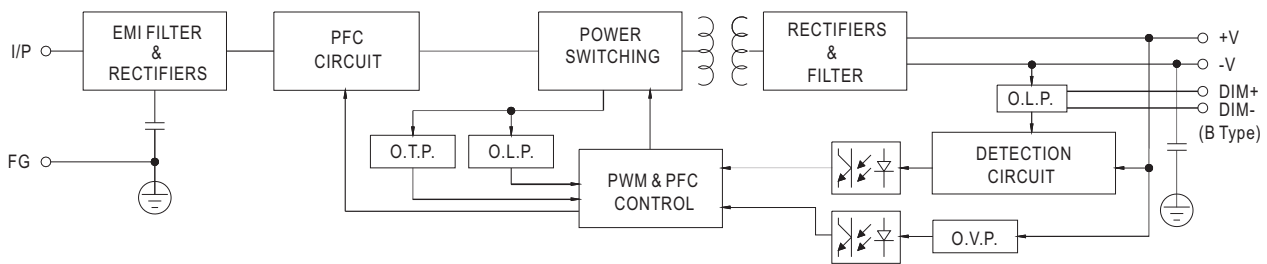 I/P
EMI FILTER
&
RECTIFIERS
PFC
CIRCUIT
POWER
SWITCHING
RECTIFIERS
&
FILTER
+V
-V
DIM+
DIM-
(B Type)
O.L.P.
FG
O.T.P.
O.L.P.
PWM & PFC
CONTROL
DETECTION
CIRCUIT
O.V.P.